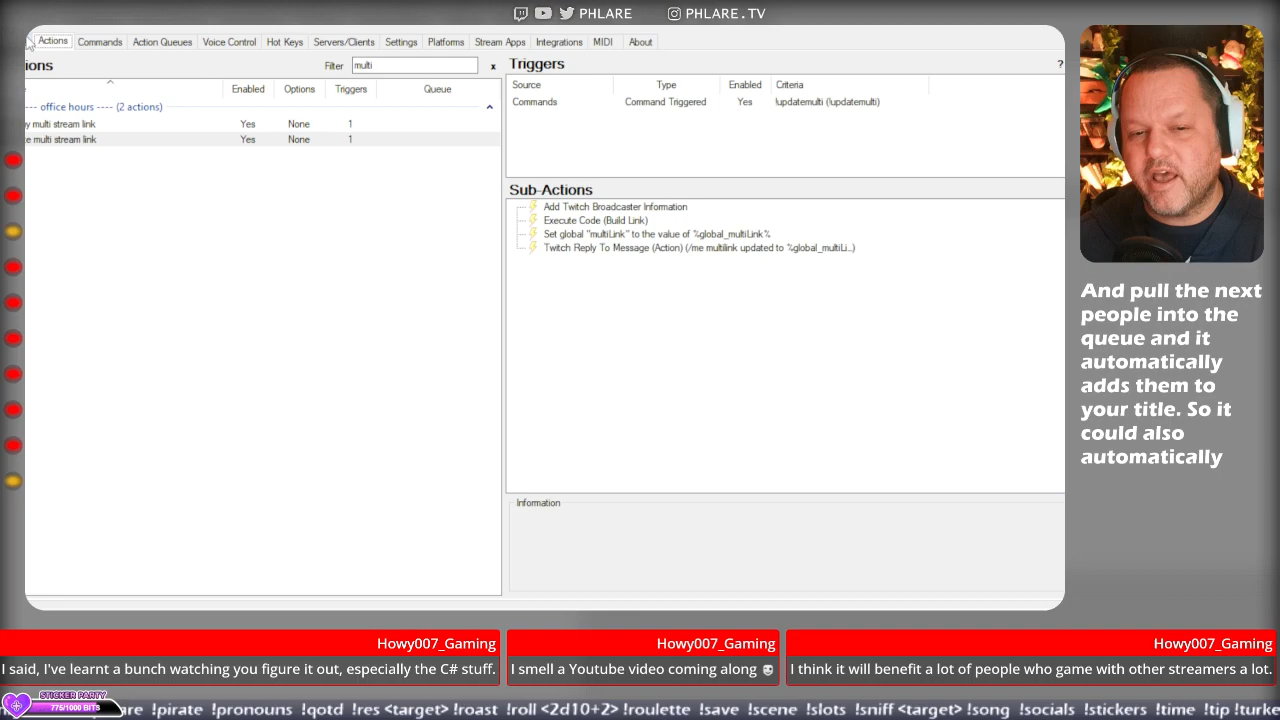 PHLARE PHLARE.TV
Actions Commands Action Queues Voice Control Hot Keys Servers/Clients Settings Platforms Stream Apps Integrations MIDI About
ions Filter multi x
Enabled Options Triggers Queue
---- office hours ---- (2 actions)
y multi stream link Yes None 1
e multi stream link Yes None 1
Triggers ?
Source Type Enabled Criteria
Commands Command Triggered Yes !updatemulti (!updatemulti)
Sub-Actions
Add Twitch Broadcaster Information
Execute Code (Build Link)
Set global "multiLink" to the value of %global_multiLink%
Twitch Reply To Message (Action) (/me multilink updated to %global_multiLi...)
Information
And pull the next
people into the
queue and it
automatically
adds them to
your title. So it
could also
automatically
Howy007_Gaming
I said, I've learnt a bunch watching you figure it out, especially the C# stuff.
Howy007_Gaming
I smell a Youtube video coming along
Howy007_Gaming
I think it will benefit a lot of people who game with other streamers a lot.
STICKER PARTY
775/1000 BITS
are !pirate !pronouns !qotd !res <target> !roast !roll <2d10+2> !roulette !save !scene !slots !sniff <target> !song !socials !stickers !time !tip !turke